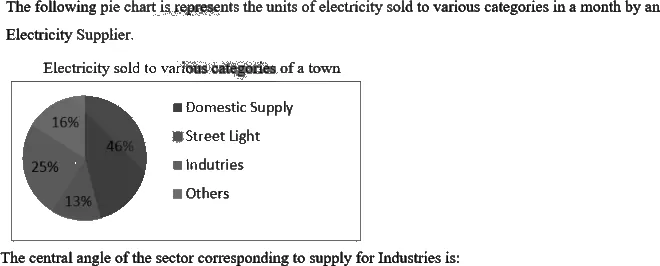 The following pie chart is represents the units of electricity sold to various categories in a month by an
Electricity Supplier.
Electricity sold to various categories of a town
16%
46%
25%
13%
Domestic Supply
Street Light
Indutries
Others
The central angle of the sector corresponding to supply for Industries is: